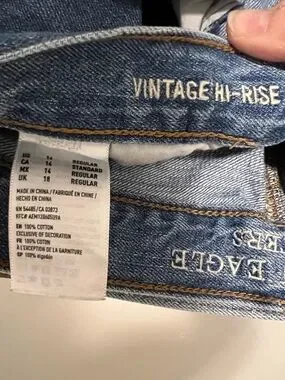 VINTAGE HI-RISE
US 14 REGULAR
CA 14 STANDARD
MX 14 REGULAR
UK 18 REGULAR
MADE IN CHINA / FABRIQUÉ EN CHINE /
HECHO EN CHINA
RN 54485/CA 03872
EN 100% COTTON
EXCLUSIVE OF DECORATION
FR 100% COTON
À L'EXCEPTION DE LA GARNITURE
SP 100% algodón
EAGLE